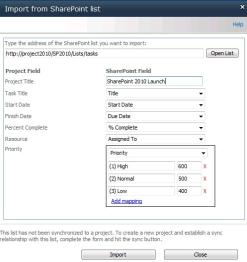 Import from SharePoint list
Help
Type the address of the SharePoint list you want to import:
http://project2010/SP2010/Lists/tasks
Open List
Project Field SharePoint Field
Project Title SharePoint 2010 Launch
Task Title Title
Start Date Start Date
Finish Date Due Date
Percent Complete % Complete
Resource Assigned To
Priority Priority
(1) High 600 X
(2) Normal 500 X
(3) Low 400 X
Add mapping
This list has not been synchronized to a project. To create a new project and establish a sync
relationship with this list, complete the form and hit the sync button.
Import Close